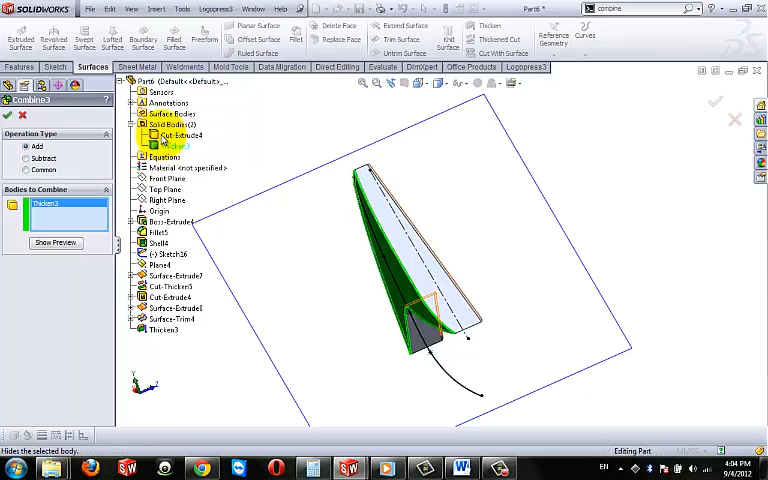 SOLIDWORKS File Edit View Insert Tools Logopress3 Window Help Part6 * combine
Extruded Surface Revolved Surface Swept Surface Lofted Surface Boundary Surface Filled Surface Freeform
Planar Surface
Offset Surface
Ruled Surface
Delete Face
Replace Face
Knit Surface
Extend Surface
Trim Surface
Untrim Surface
Thicken
Thickened Cut
Cut With Surface
Reference Geometry
Curves
Features Sketch Surfaces Sheet Metal Weldments Mold Tools Data Migration Direct Editing Evaluate DimXpert Office Products Logopress3
Combine3
Operation Type
Add
Subtract
Common
Bodies to Combine
Thicken3
Show Preview
Part6 (Default<<Default>_...
Sensors
Annotations
Surface Bodies
Solid Bodies(2)
Cut-Extrude4
Thicken3
Equations
Material <not specified>
Front Plane
Top Plane
Right Plane
Origin
Boss-Extrude4
Fillet5
Shell4
(-) Sketch16
Plane4
Surface-Extrude7
Cut-Thicken5
Cut-Extrude4
Surface-Extrude8
Surface-Trim4
Thicken3
Hides the selected body. Editing Part MMGS
EN 4:04 PM
9/4/2012